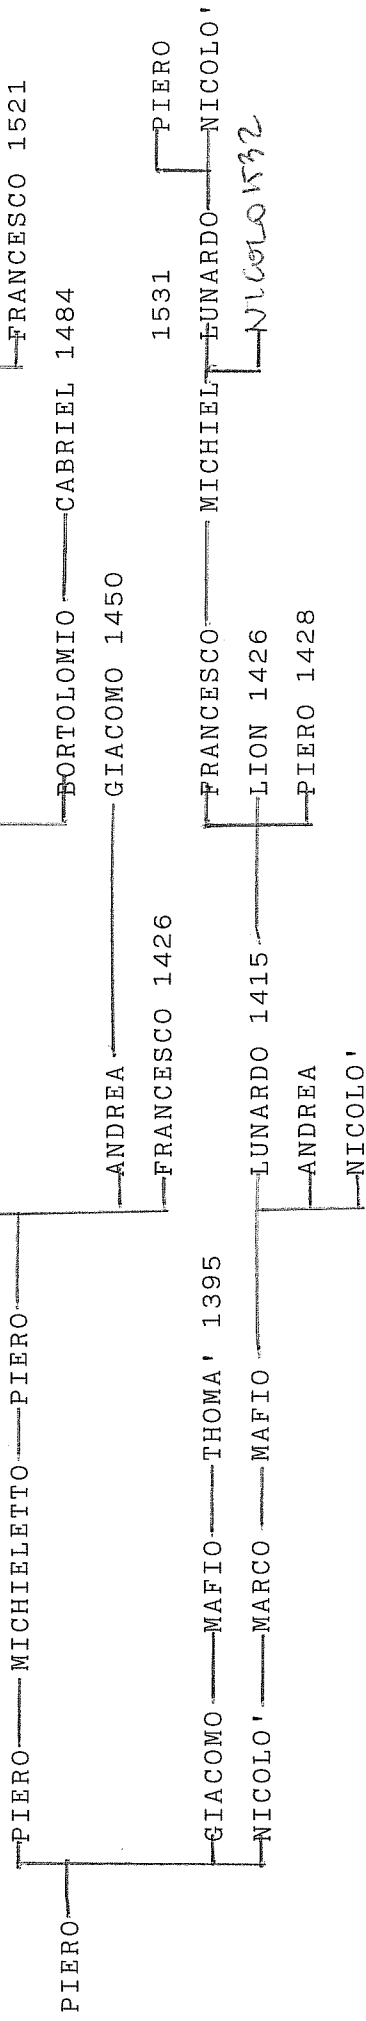 PIERO MICHIELETTO PIERO FRANCESCO 1521
PIERO BORTOLOMIO CABRIEL 1484
ANDREA GIACOMO 1450
FRANCESCO 1426 1531 PIERO
GIACOMO MAFIO THOMA' 1395 FRANCESCO MICHIEL LUNARDO NICOLO'
NICOLO' MARCO MAFIO LUNARDO 1415 LION 1426 NICOLO 1532
ANDREA PIERO 1428
NICOLO'